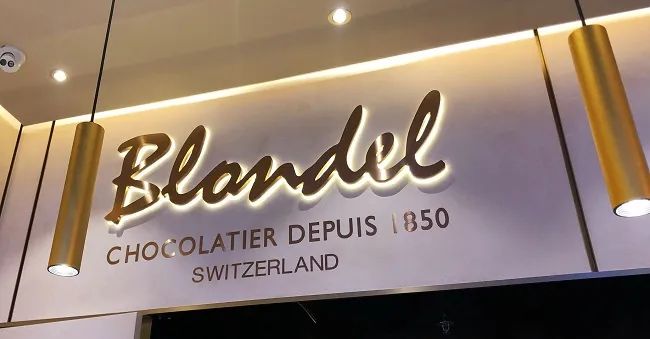 Blondel
CHOCOLATIER DEPUIS 1850
SWITZERLAND